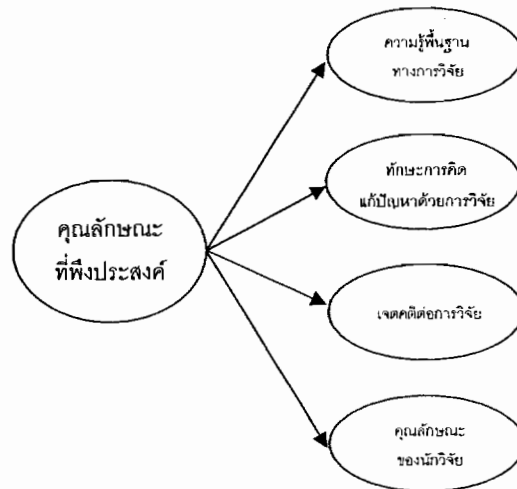 ความรู้พื้นฐาน
ทางการวิจัย
ทักษะการคิด
แก้ปัญหาด้วยการวิจัย
คุณลักษณะ
ที่พึงประสงค์
เจตคติต่อการวิจัย
คุณลักษณะ
ของนักวิจัย